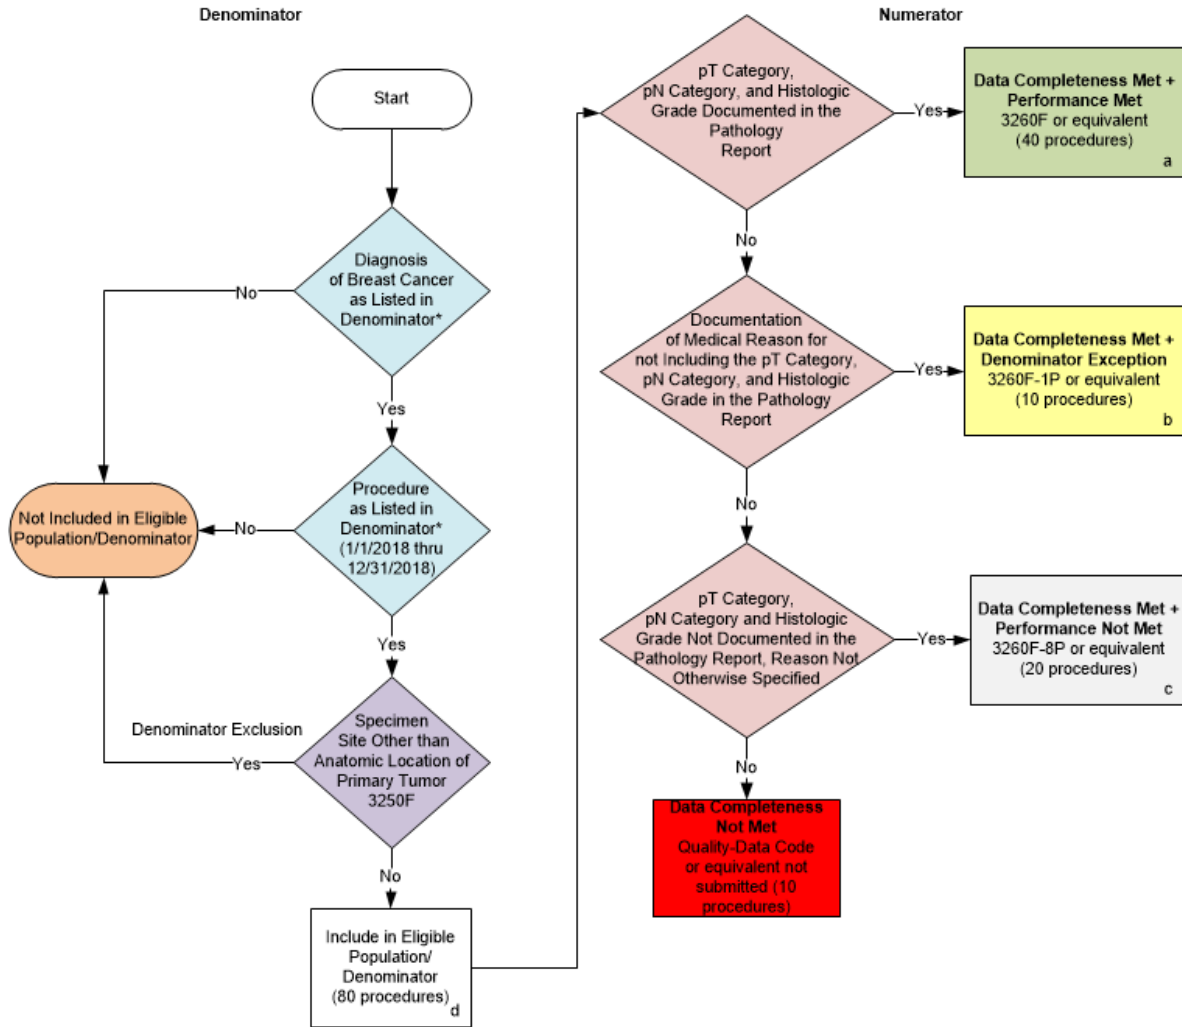 Denominator
Numerator
Start
Diagnosis
of Breast Cancer
as Listed in
Denominator*
No
Yes
Procedure
as Listed in
Denominator*
(1/1/2018 thru
12/31/2018)
No
Not Included in Eligible
Population/Denominator
Yes
Specimen
Site Other than
Anatomic Location of
Primary Tumor
3250F
Denominator Exclusion
Yes
No
Include in Eligible
Population/
Denominator
(80 procedures)
d
pT Category,
pN Category, and Histologic
Grade Documented in the
Pathology
Report
Yes
Data Completeness Met +
Performance Met
3260F or equivalent
(40 procedures)
a
No
Documentation
of Medical Reason for
not Including the pT Category,
pN Category, and Histologic
Grade in the Pathology
Report
Yes
Data Completeness Met +
Denominator Exception
3260F-1P or equivalent
(10 procedures)
b
No
pT Category,
pN Category and Histologic
Grade Not Documented in the
Pathology Report, Reason Not
Otherwise Specified
Yes
Data Completeness Met +
Performance Not Met
3260F-8P or equivalent
(20 procedures)
c
No
Data Completeness
Not Met
Quality-Data Code
or equivalent not
submitted (10
procedures)